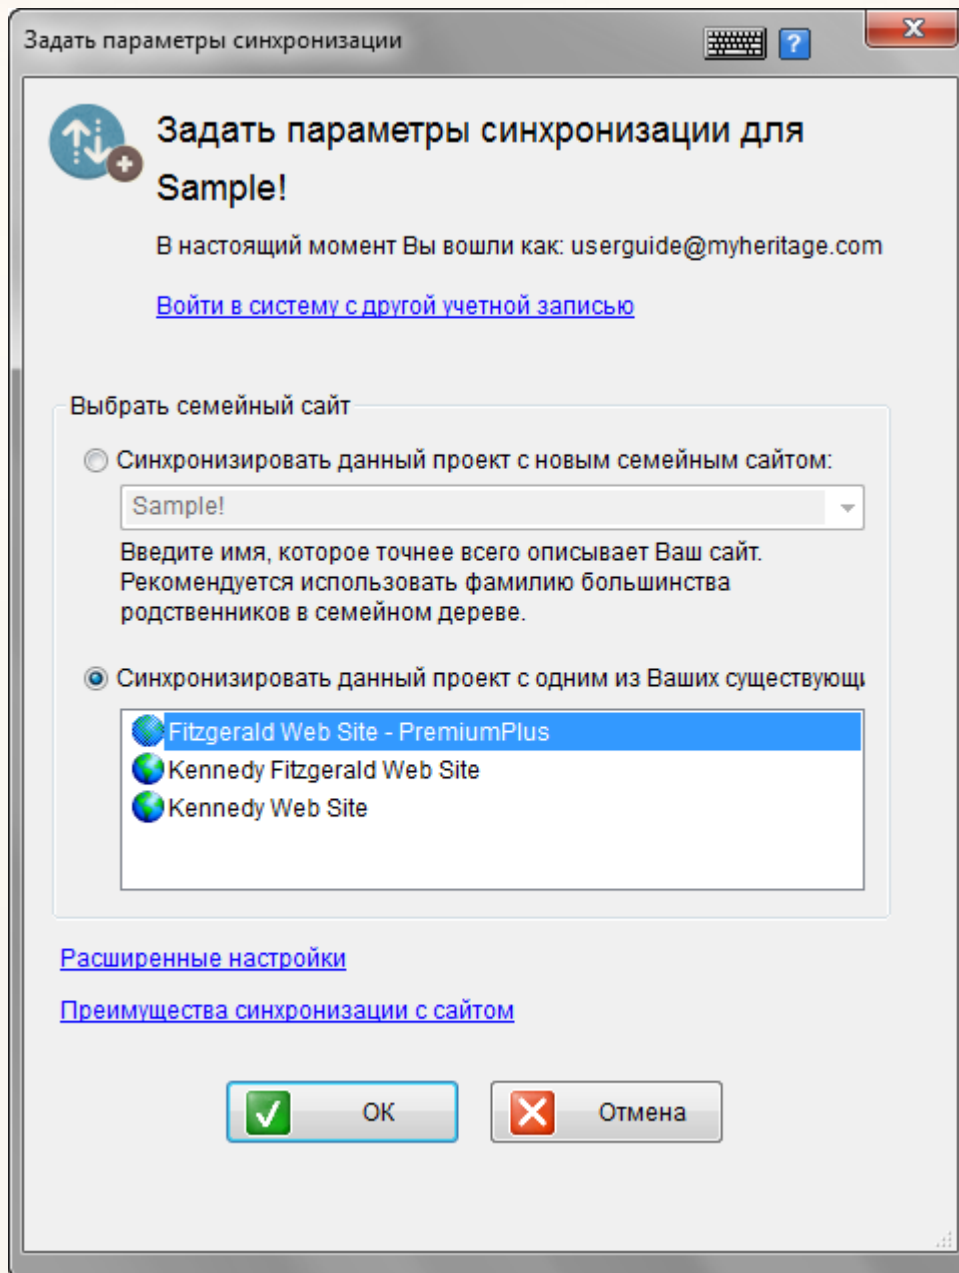 Задать параметры синхронизации
Задать параметры синхронизации для
Sample!
В настоящий момент Вы вошли как: userguide@myheritage.com
Войти в систему с другой учетной записью
Выбрать семейный сайт
Синхронизировать данный проект с новым семейным сайтом:
Sample!
Введите имя, которое точнее всего описывает Ваш сайт.
Рекомендуется использовать фамилию большинства
родственников в семейном дереве.
Синхронизировать данный проект с одним из Ваших существующи
Fitzgerald Web Site - PremiumPlus
Kennedy Fitzgerald Web Site
Kennedy Web Site
Расширенные настройки
Преимущества синхронизации с сайтом
ОК
Отмена